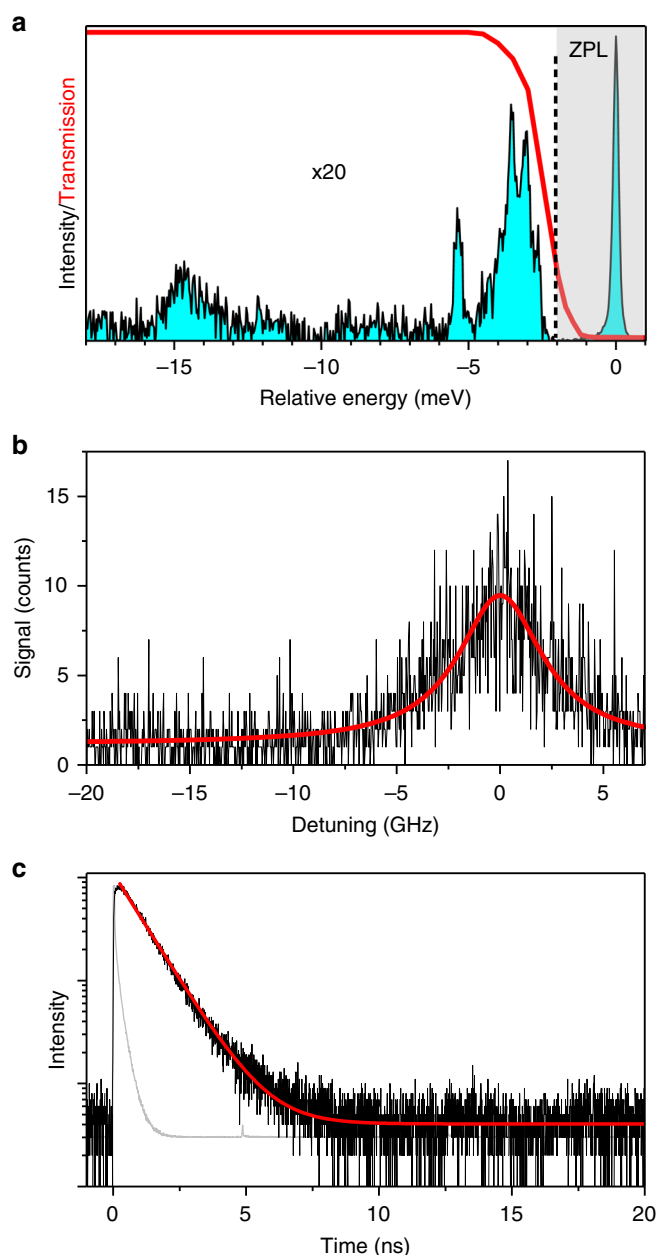 a
Intensity/Transmission
ZPL
x20
–15 –10 –5 0
Relative energy (meV)
b
Signal (counts)
15
10
5
0
–20 –15 –10 –5 0 5
Detuning (GHz)
c
Intensity
0 5 10 15 20
Time (ns)